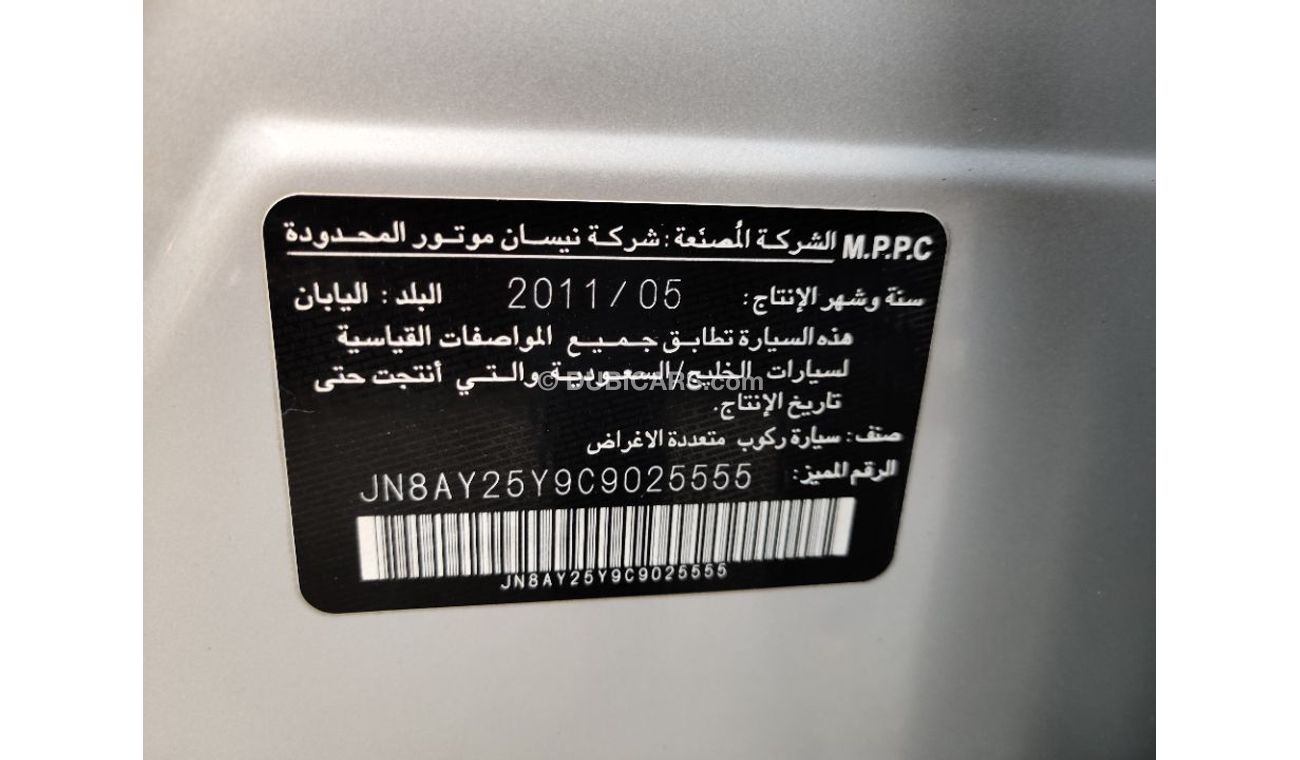 M.P.P.C الشركة المُصنَعة: شركة نيسان موتور المحدودة
سنة وشهر الإنتاج: 2011/05 البلد: اليابان
هذه السيارة تطابق جميع المواصفات القياسية
لسيارات الخليج/السعودية والتي أنتجت حتى
© DUBICARS.com
تاريخ الإنتاج.
صنف: سيارة ركوب متعددة الاغراض
الرقم المميز: JN8AY25Y9C9025555
JN8AY25Y9C9025555